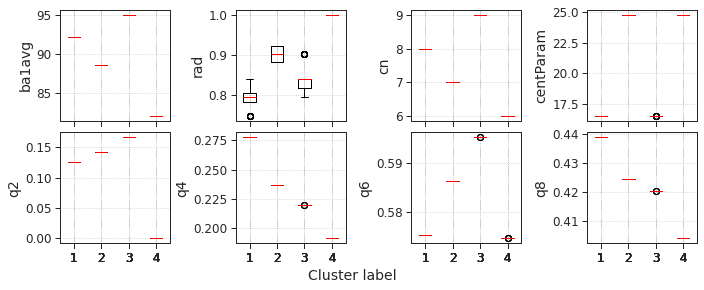 ba1avg
95
90
85
rad
1.0
0.9
0.8
cn
9
8
7
6
centParam
25.0
22.5
20.0
17.5
q2
0.15
0.10
0.05
0.00
1 2 3 4
q4
0.275
0.250
0.225
0.200
1 2 3 4
q6
0.59
0.58
1 2 3 4
q8
0.44
0.43
0.42
0.41
1 2 3 4
Cluster label